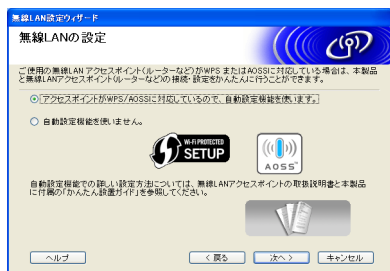 無線LAN設定ウィザード
無線LANの設定
ご使用の無線LAN アクセスポイント(ルーターなど)がWPS またはAOSSに対応している場合は、本製品
と無線LANアクセスポイント(ルーターなど)の接続・設定をかんたんに行うことができます。
アクセスポイントがWPS/AOSSに対応しているので、自動設定機能を使います。
自動設定機能を使いません。
Wi-Fi PROTECTED
SETUP
AOSS
自動設定機能での詳しい設定方法については、無線LANアクセスポイントの取扱説明書と本製品
に付属の「かんたん設置ガイド」を参照してください。
ヘルプ
< 戻る
次へ >
キャンセル